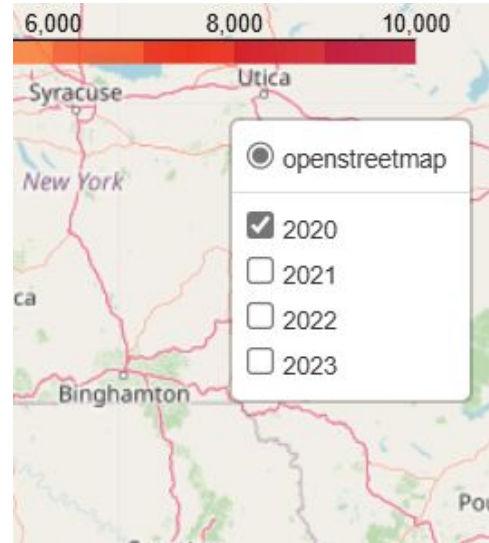 6,000 8,000 10,000
Utica
Syracuse
openstreetmap
New York
2020
2021
ca
2022
2023
Binghamton
Pou